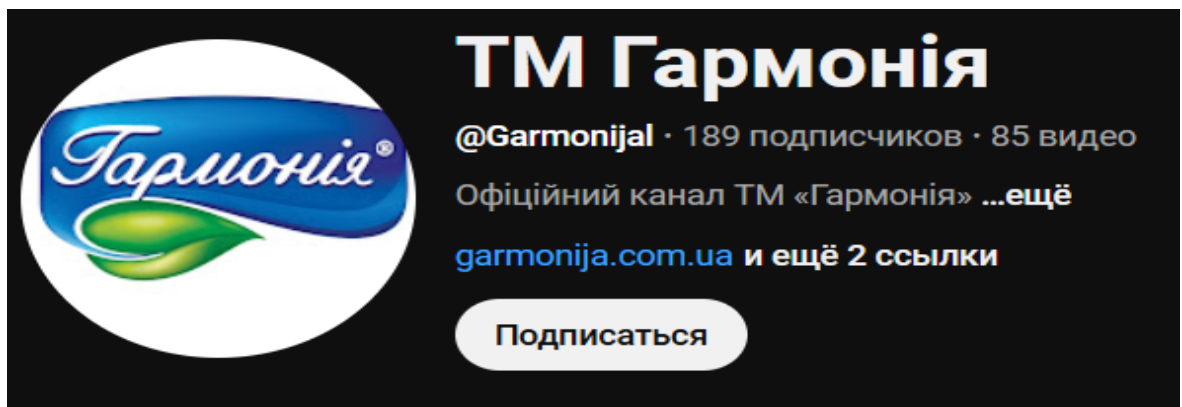 Гармонія®
ТМ Гармонія
@Garmonijal · 189 подписчиков · 85 видео
Офіційний канал ТМ «Гармонія» ...ещё
garmonija.com.ua и ещё 2 ссылки
Подписаться